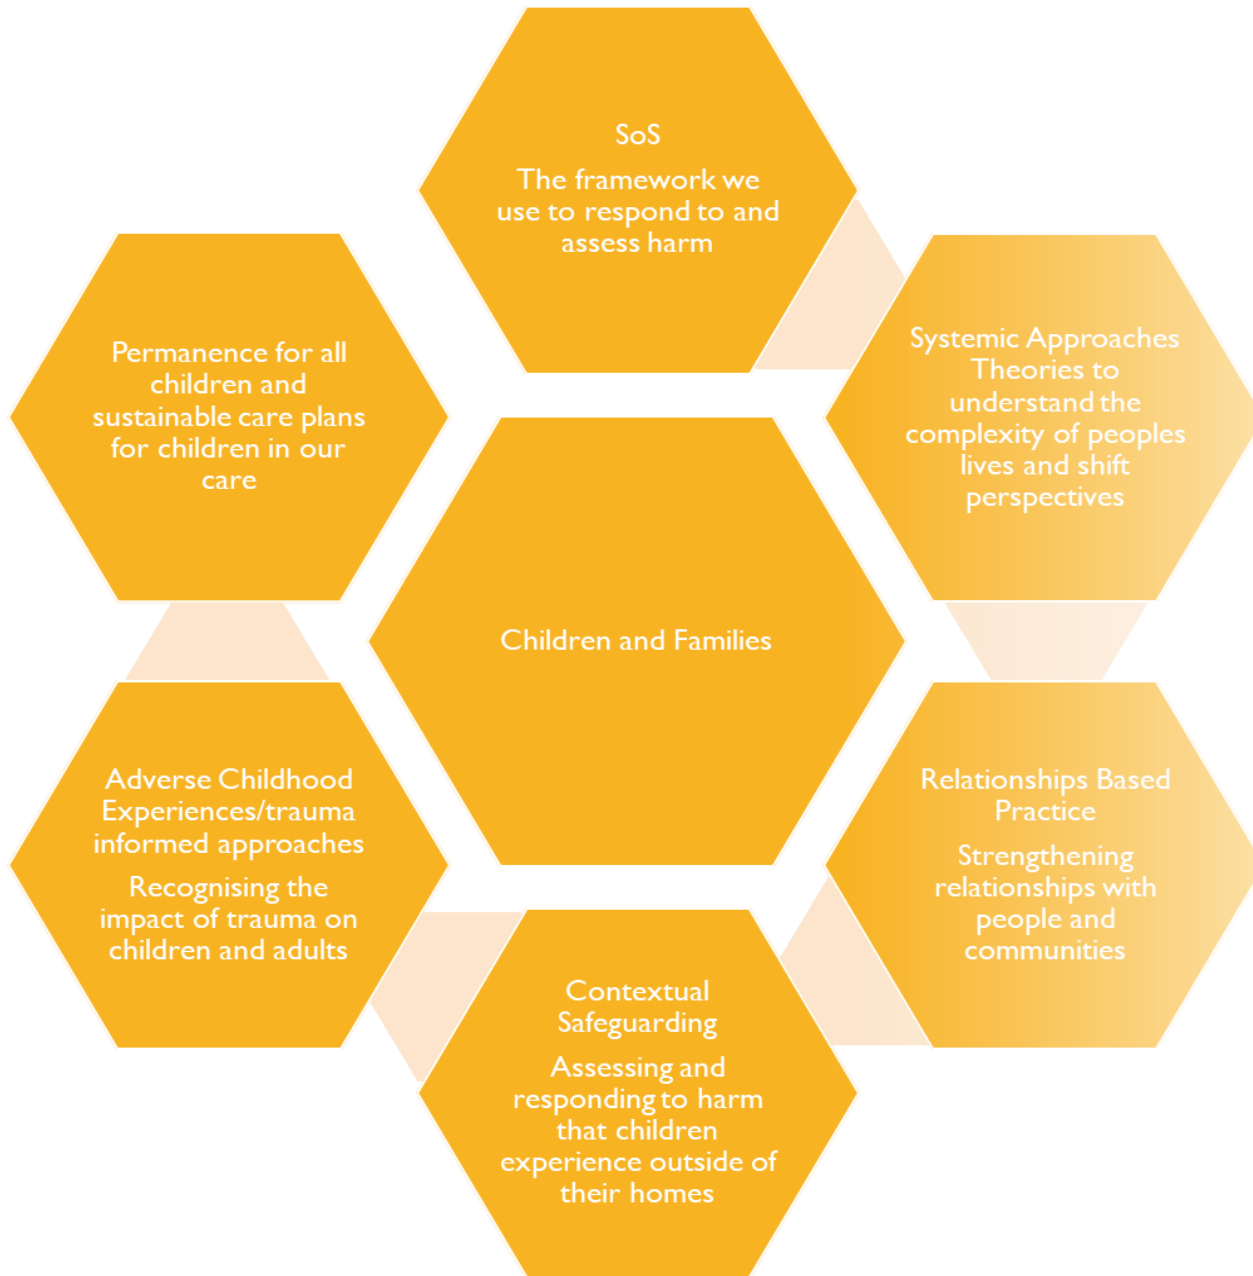 SoS
The framework we
use to respond to and
assess harm
Systemic Approaches
Theories to
understand the
complexity of peoples
lives and shift
perspectives
Relationships Based
Practice
Strengthening
relationships with
people and
communities
Contextual
Safeguarding
Assessing and
responding to harm
that children
experience outside of
their homes
Adverse Childhood
Experiences/trauma
informed approaches
Recognising the
impact of trauma on
children and adults
Permanence for all
children and
sustainable care plans
for children in our
care
Children and Families